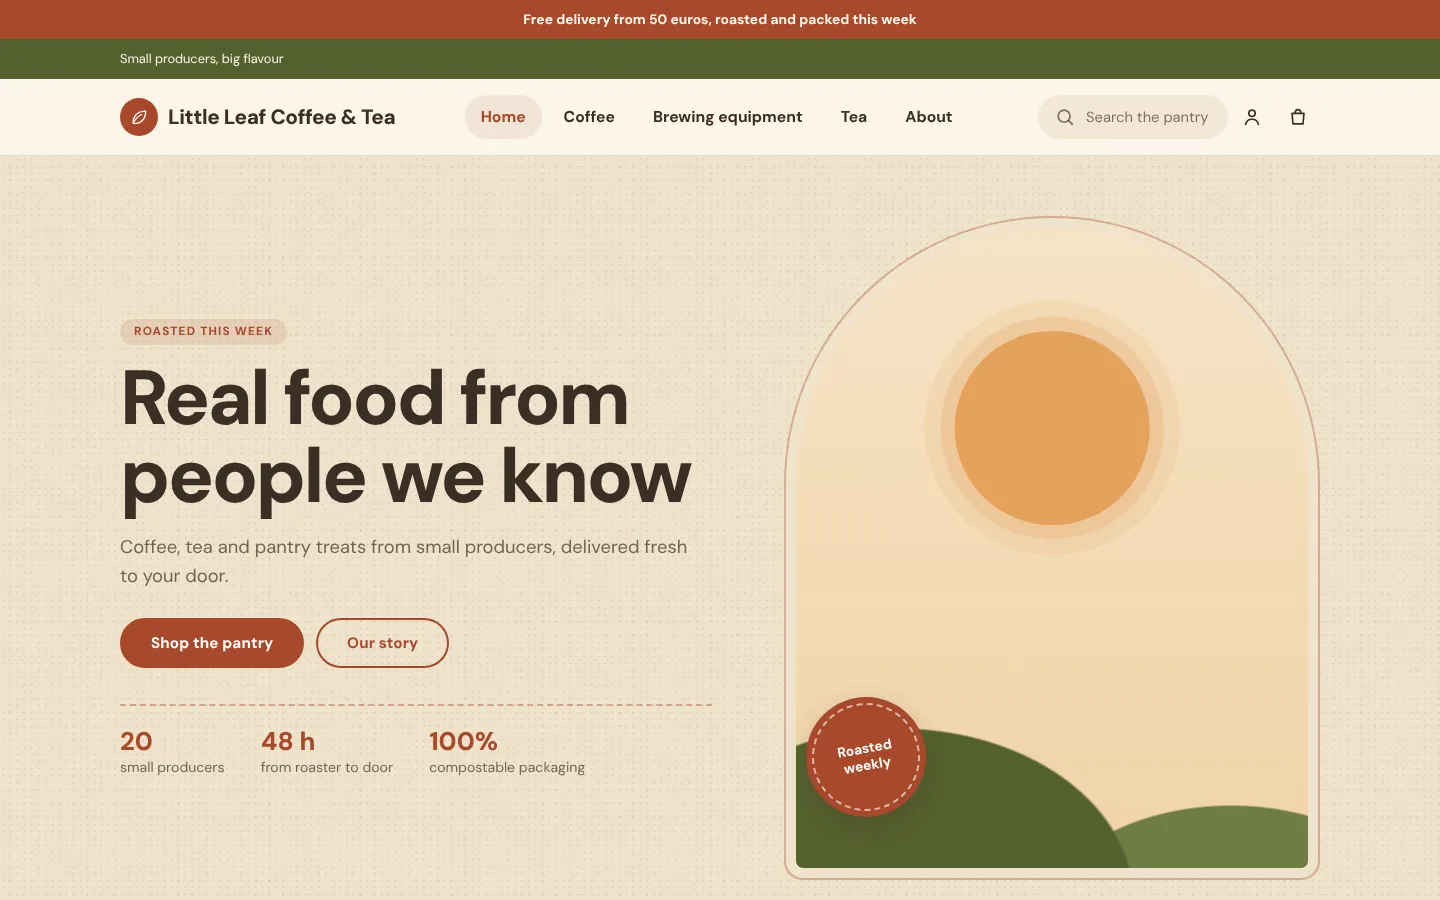 Free delivery from 50 euros, roasted and packed this week
Small producers, big flavour
Little Leaf Coffee & Tea
Home
Coffee
Brewing equipment
Tea
About
Search the pantry
ROASTED THIS WEEK
Real food from
people we know
Coffee, tea and pantry treats from small producers, delivered fresh
to your door.
Shop the pantry
Our story
20
small producers
48 h
from roaster to door
100%
compostable packaging
Roasted
weekly